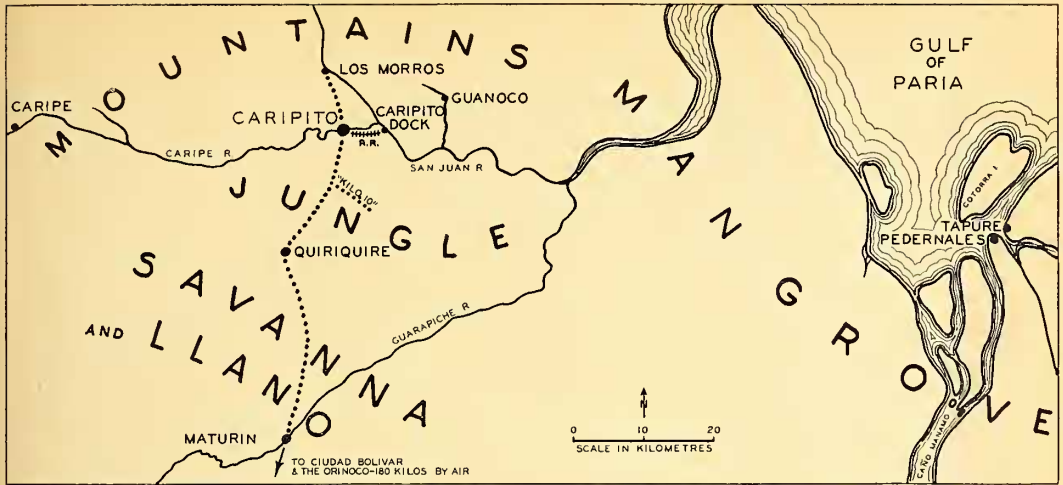 MOUNTAINS
GULF
OF
PARIA
LOS MORROS
CARIPE
GUANOCO
CARIPITO
CARIPITO
DOCK
R.R.
CARIPE R
SAN JUAN R
MANGROVE
COTORRA I
JUNGLE
"KILO.10"
TAPURE
PEDERNALES
QUIRIQUIRE
SAVANNA
AND LLANO
GUARAPICHE R
N
0 10 20
SCALE IN KILOMETRES
MATURIN
CAÑO MANAMO
TO CIUDAD BOLIVAR
& THE ORINOCO-180 KILOS BY AIR